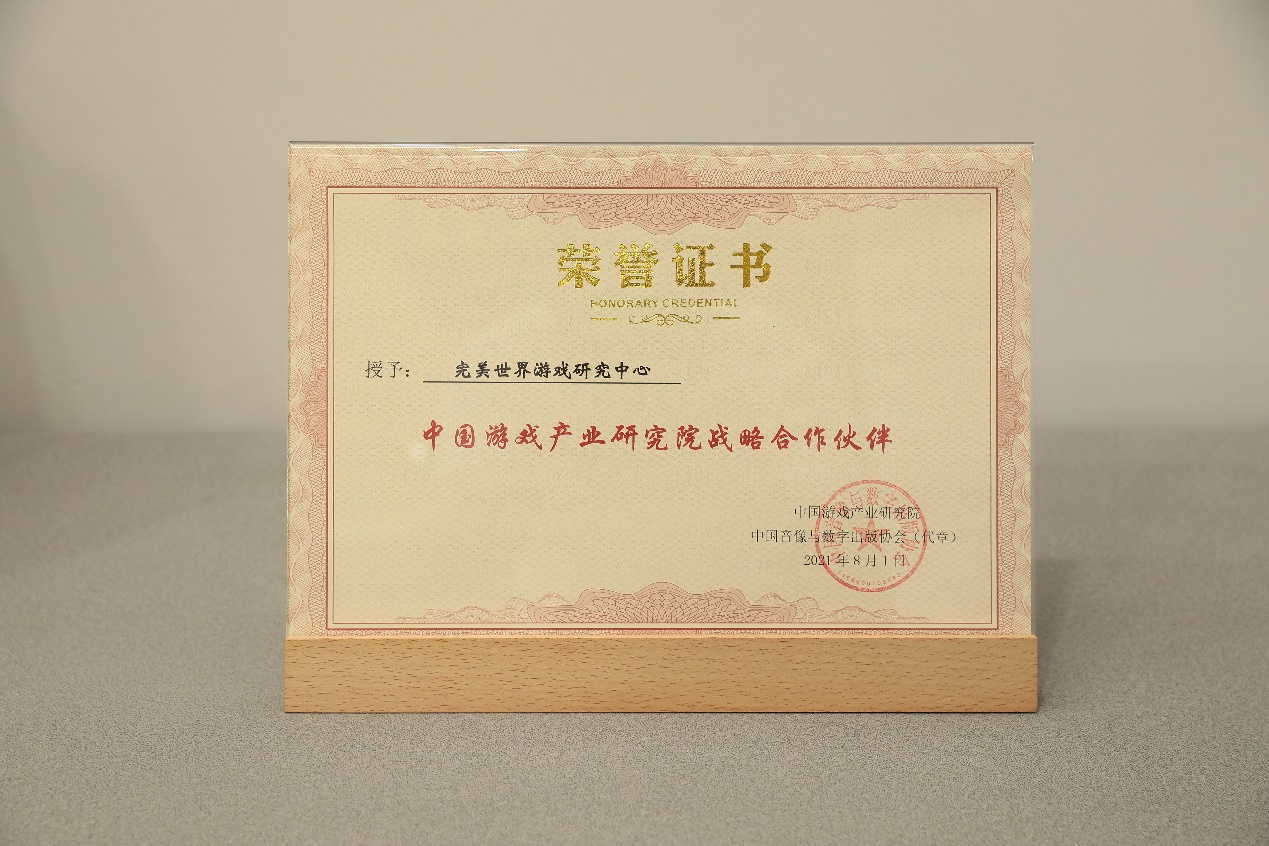 荣誉证书
HONORARY CREDENTIAL
授予： 完美世界游戏研究中心
中国游戏产业研究院战略合作伙伴
中国游戏产业研究院
中国音像与数字出版协会（代章）
2021年8月1日